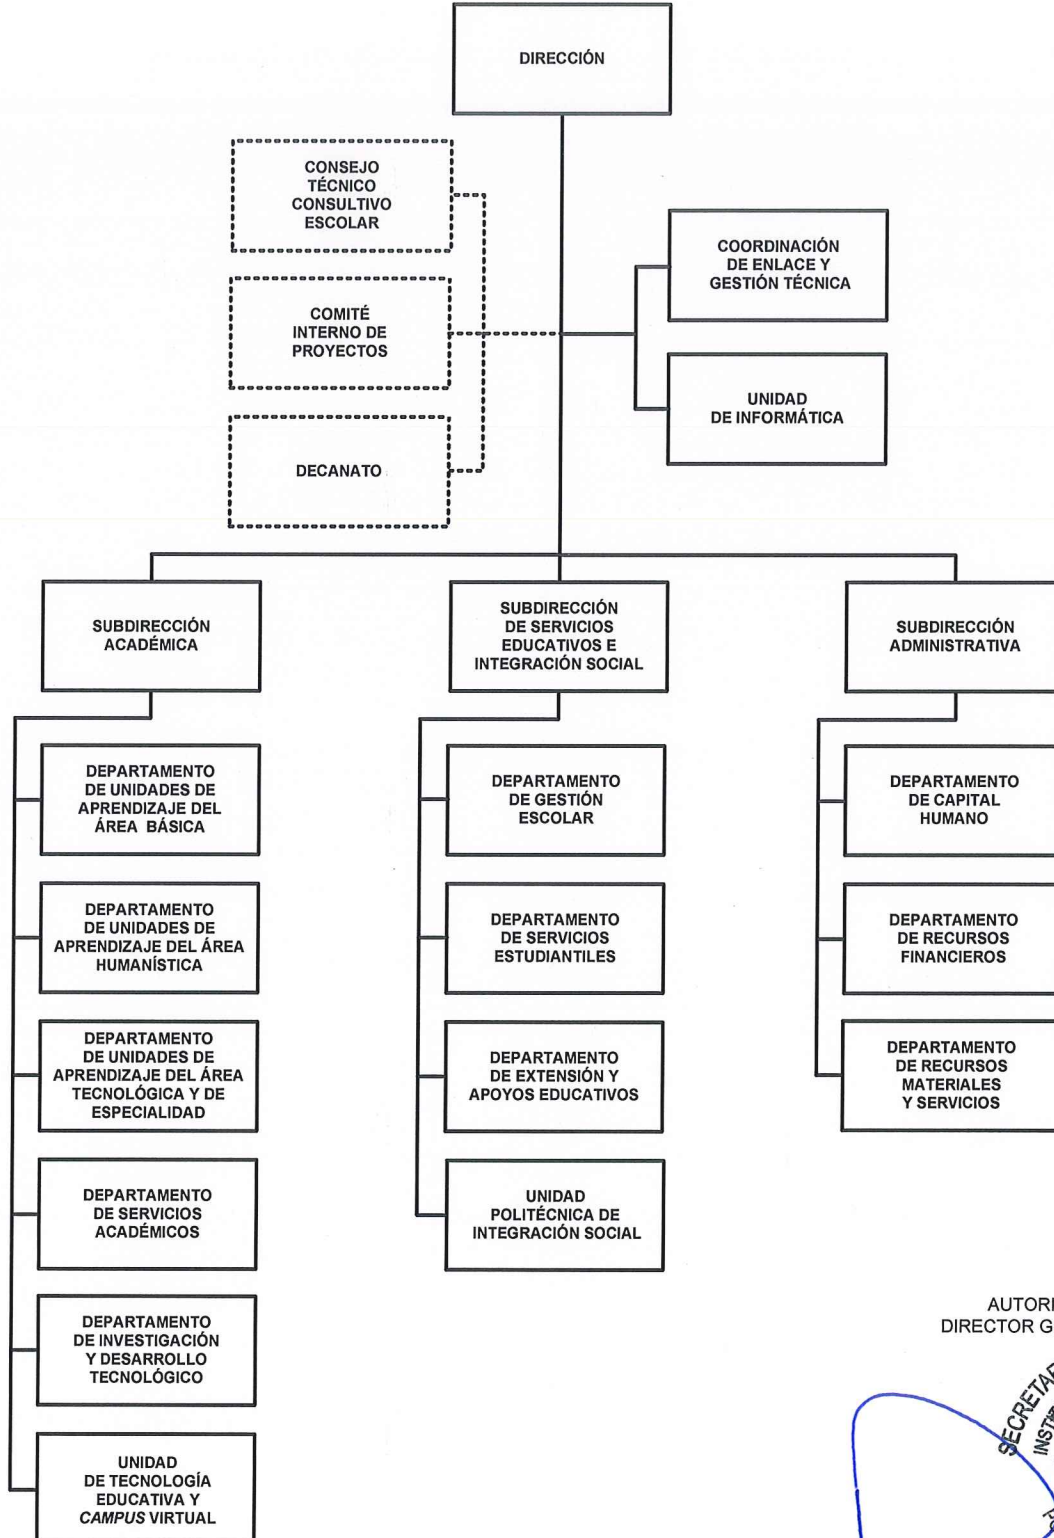 DIRECCIÓN
CONSEJO
TÉCNICO
CONSULTIVO
ESCOLAR
COMITÉ
INTERNO DE
PROYECTOS
DECANATO
COORDINACIÓN
DE ENLACE Y
GESTIÓN TÉCNICA
UNIDAD
DE INFORMÁTICA
SUBDIRECCIÓN
ACADÉMICA
SUBDIRECCIÓN
DE SERVICIOS
EDUCATIVOS E
INTEGRACIÓN SOCIAL
SUBDIRECCIÓN
ADMINISTRATIVA
DEPARTAMENTO
DE UNIDADES DE
APRENDIZAJE DEL
ÁREA BÁSICA
DEPARTAMENTO
DE UNIDADES DE
APRENDIZAJE DEL ÁREA
HUMANÍSTICA
DEPARTAMENTO
DE UNIDADES DE
APRENDIZAJE DEL ÁREA
TECNOLÓGICA Y DE
ESPECIALIDAD
DEPARTAMENTO
DE SERVICIOS
ACADÉMICOS
DEPARTAMENTO
DE INVESTIGACIÓN
Y DESARROLLO
TECNOLÓGICO
UNIDAD
DE TECNOLOGÍA
EDUCATIVA Y
CAMPUS VIRTUAL
DEPARTAMENTO
DE GESTIÓN
ESCOLAR
DEPARTAMENTO
DE SERVICIOS
ESTUDIANTILES
DEPARTAMENTO
DE EXTENSIÓN Y
APOYOS EDUCATIVOS
UNIDAD
POLITÉCNICA DE
INTEGRACIÓN SOCIAL
DEPARTAMENTO
DE CAPITAL
HUMANO
DEPARTAMENTO
DE RECURSOS
FINANCIEROS
DEPARTAMENTO
DE RECURSOS
MATERIALES
Y SERVICIOS
DIRECTOR